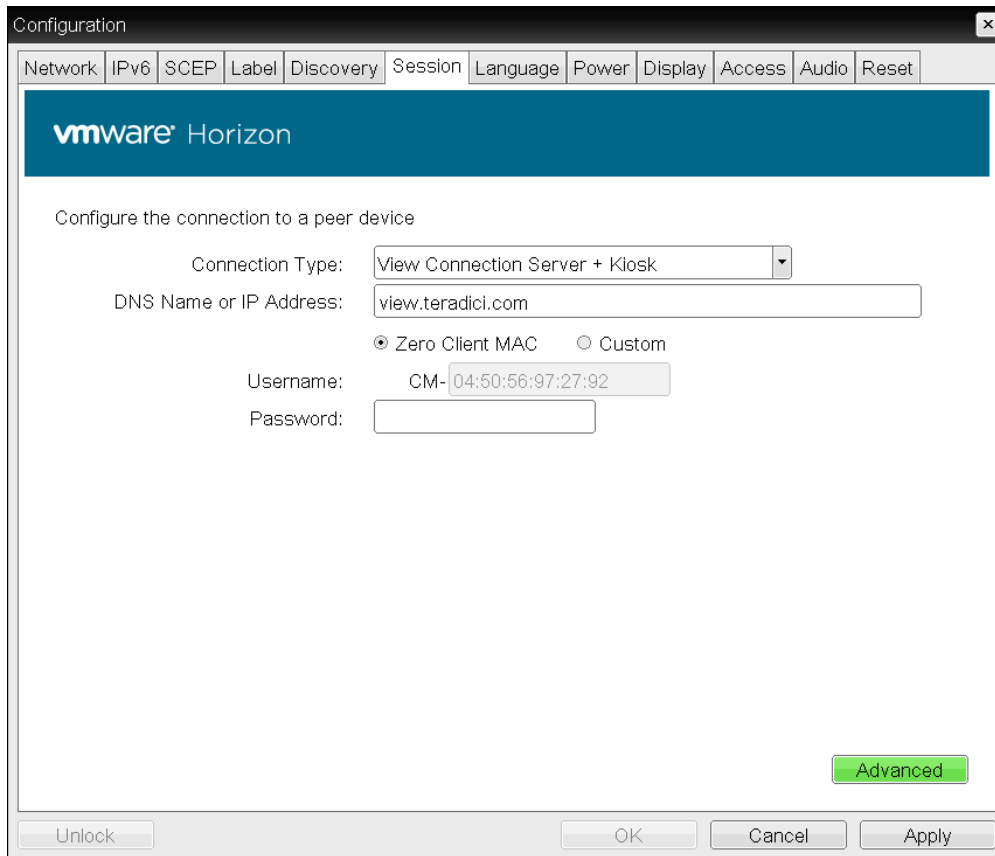 Configuration
Network IPv6 SCEP Label Discovery Session Language Power Display Access Audio Reset
vmware Horizon
Configure the connection to a peer device
Connection Type: View Connection Server + Kiosk
DNS Name or IP Address: view.teradici.com
Zero Client MAC Custom
Username: CM- 04:50:56:97:27:92
Password:
Advanced
Unlock OK Cancel Apply